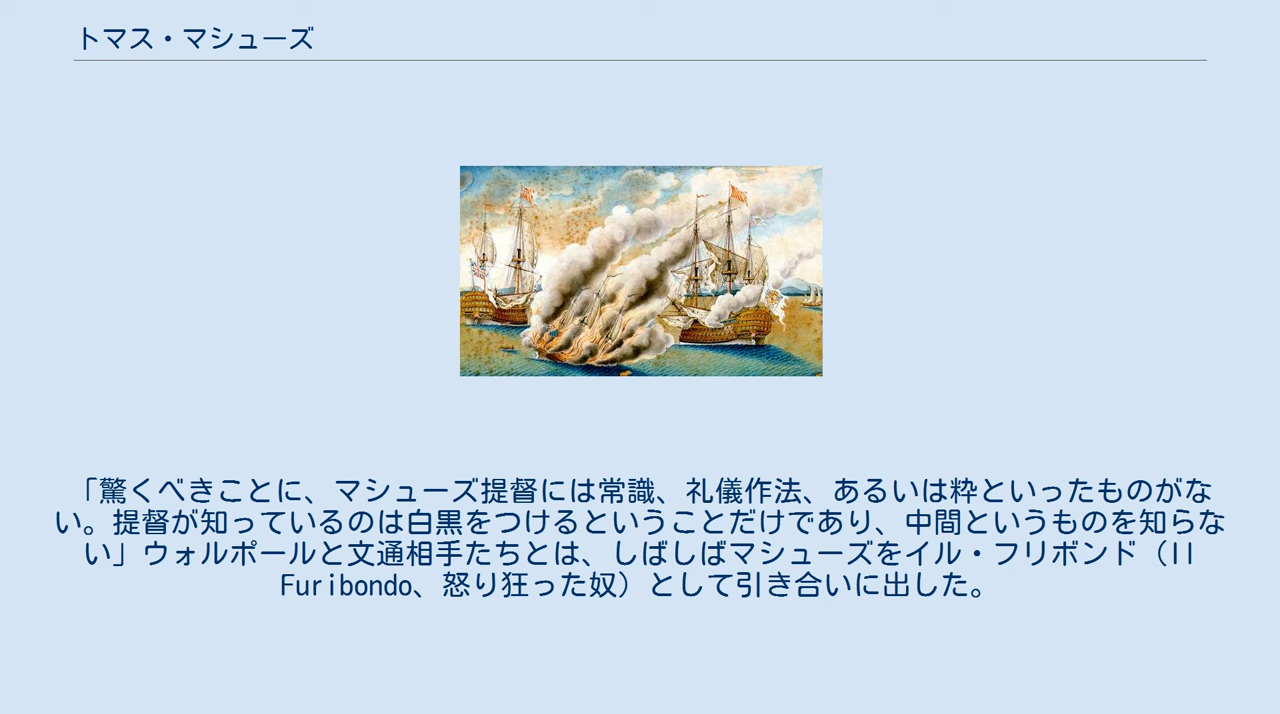 トマス・マシューズ
「驚くべきことに、マシューズ提督には常識、礼儀作法、あるいは粋といったものがな
い。提督が知っているのは白黒をつけるということだけであり、中間というものを知らな
い」ウォルポールと文通相手たちとは、しばしばマシューズをイル・フリボンド（Il
Furibondo、怒り狂った奴）として引き合いに出した。